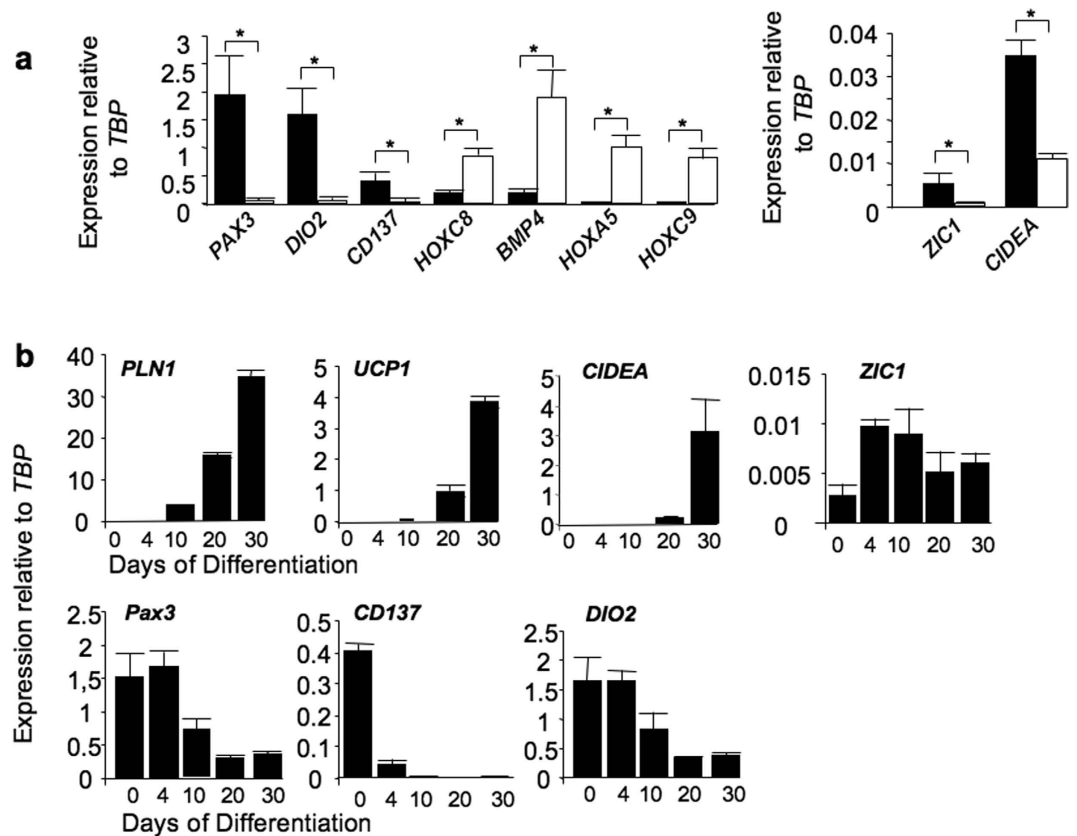 a
Expression relative
to TBP
3
2.5
2
1.5
1
0.5
0
* * * * * * *
PAX3 DIO2 CD137 HOXC8 BMP4 HOXA5 HOXC9
Expression relative
to TBP
0.04
0.03
0.01
0
* *
ZIC1 CIDEA
b
Expression relative to TBP
PLN1
40
30
20
10
0
0 4 10 20 30
Days of Differentiation
UCP1
5
4
3
2
1
0
0 4 10 20 30
CIDEA
5
4
3
2
1
0
0 4 10 20 30
ZIC1
0.015
0.01
0.005
0
0 4 10 20 30
Pax3
2.5
2
1,5
1
0.5
0
0 4 10 20 30
Days of Differentiation
CD137
0.5
0.4
0.3
0.2
0.1
0
0 4 10 20 30
DIO2
2.5
2
1.5
1
0.5
0
0 4 10 20 30